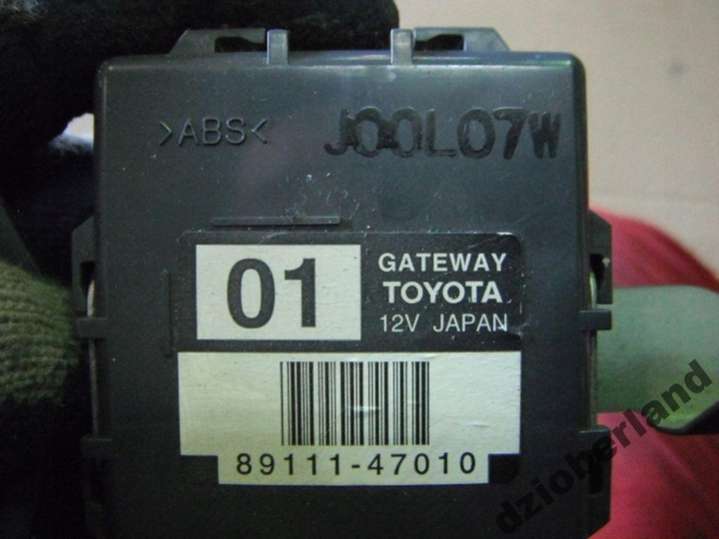 >ABS<
J00L07W
01
GATEWAY
TOYOTA
12V JAPAN
89111-47010
dzioberland